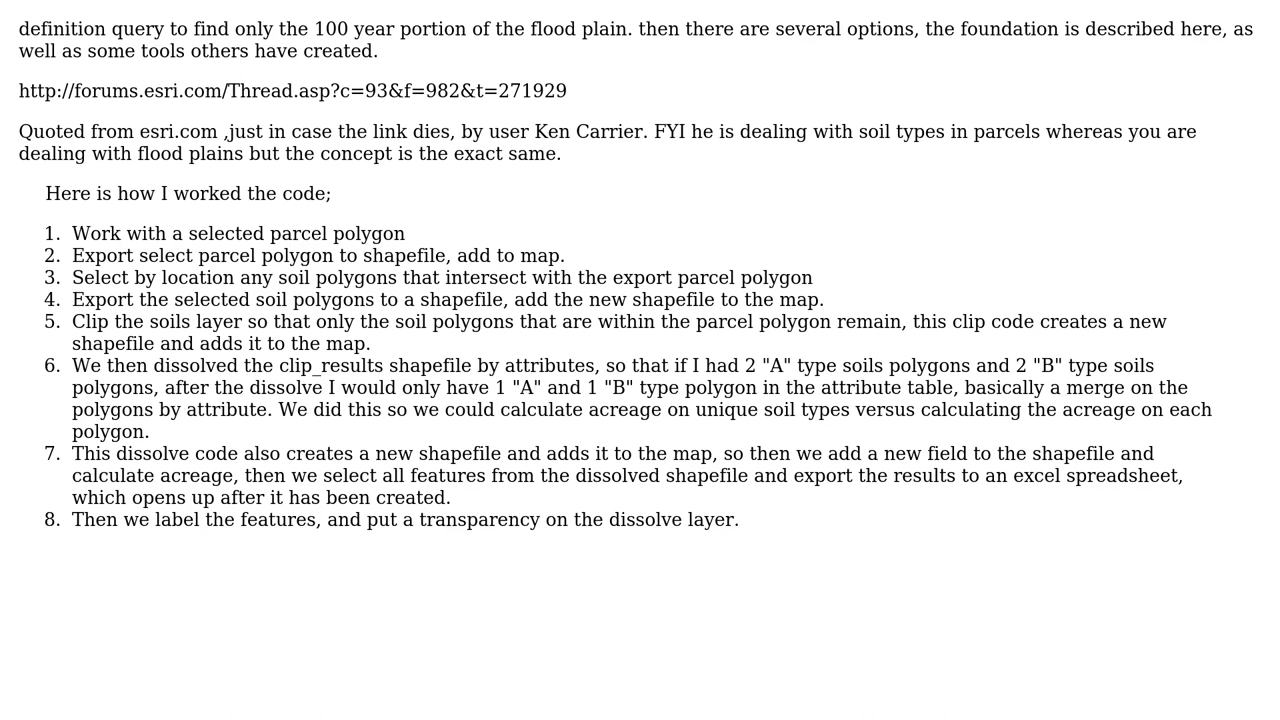 definition query to find only the 100 year portion of the flood plain. then there are several options, the foundation is described here, as
well as some tools others have created.
http://forums.esri.com/Thread.asp?c=93&f=982&t=271929
Quoted from esri.com ,just in case the link dies, by user Ken Carrier. FYI he is dealing with soil types in parcels whereas you are
dealing with flood plains but the concept is the exact same.
Here is how I worked the code;
1. Work with a selected parcel polygon
2. Export select parcel polygon to shapefile, add to map.
3. Select by location any soil polygons that intersect with the export parcel polygon
4. Export the selected soil polygons to a shapefile, add the new shapefile to the map.
5. Clip the soils layer so that only the soil polygons that are within the parcel polygon remain, this clip code creates a new
shapefile and adds it to the map.
6. We then dissolved the clip_results shapefile by attributes, so that if I had 2 "A" type soils polygons and 2 "B" type soils
polygons, after the dissolve I would only have 1 "A" and 1 "B" type polygon in the attribute table, basically a merge on the
polygons by attribute. We did this so we could calculate acreage on unique soil types versus calculating the acreage on each
polygon.
7. This dissolve code also creates a new shapefile and adds it to the map, so then we add a new field to the shapefile and
calculate acreage, then we select all features from the dissolved shapefile and export the results to an excel spreadsheet,
which opens up after it has been created.
8. Then we label the features, and put a transparency on the dissolve layer.